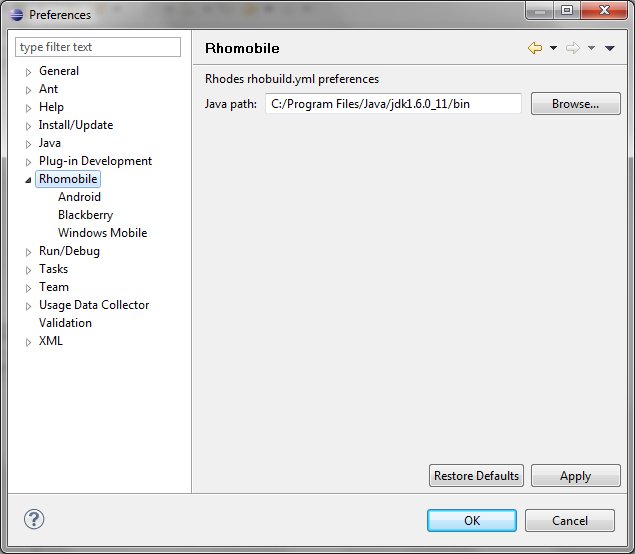 Preferences
type filter text
General
Ant
Help
Install/Update
Java
Plug-in Development
Rhomobile
Android
Blackberry
Windows Mobile
Run/Debug
Tasks
Team
Usage Data Collector
Validation
XML
Rhomobile
Rhodes rhobuild.yml preferences
Java path: C:/Program Files/Java/jdk1.6.0_11/bin Browse...
Restore Defaults Apply
? OK Cancel